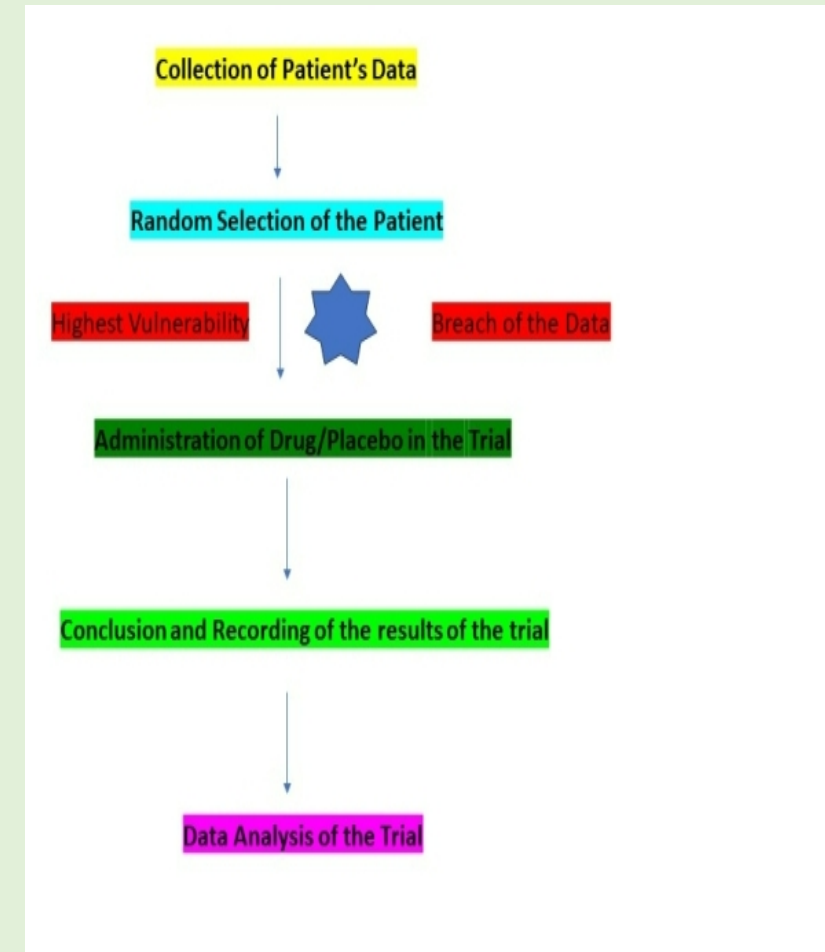 Collection of Patient’s Data
Random Selection of the Patient
Highest Vulnerability
Breach of the Data
Administration of Drug/Placebo in the Trial
Conclusion and Recording of the results of the trial
Data Analysis of the Trial